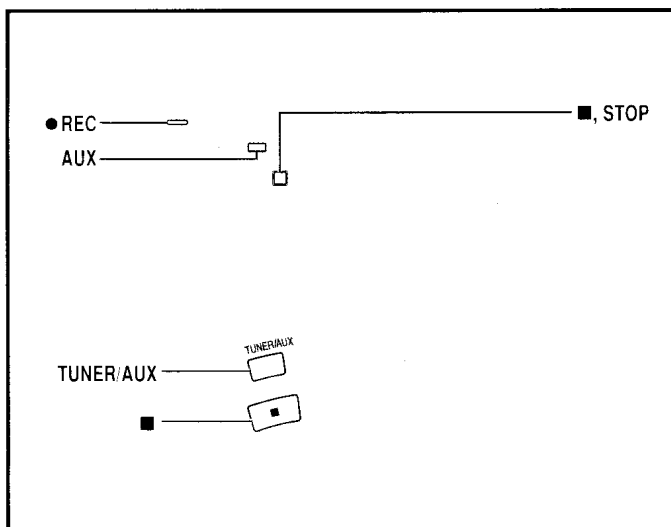 ● REC
■, STOP
AUX
TUNER/AUX
TUNER/AUX
■
■